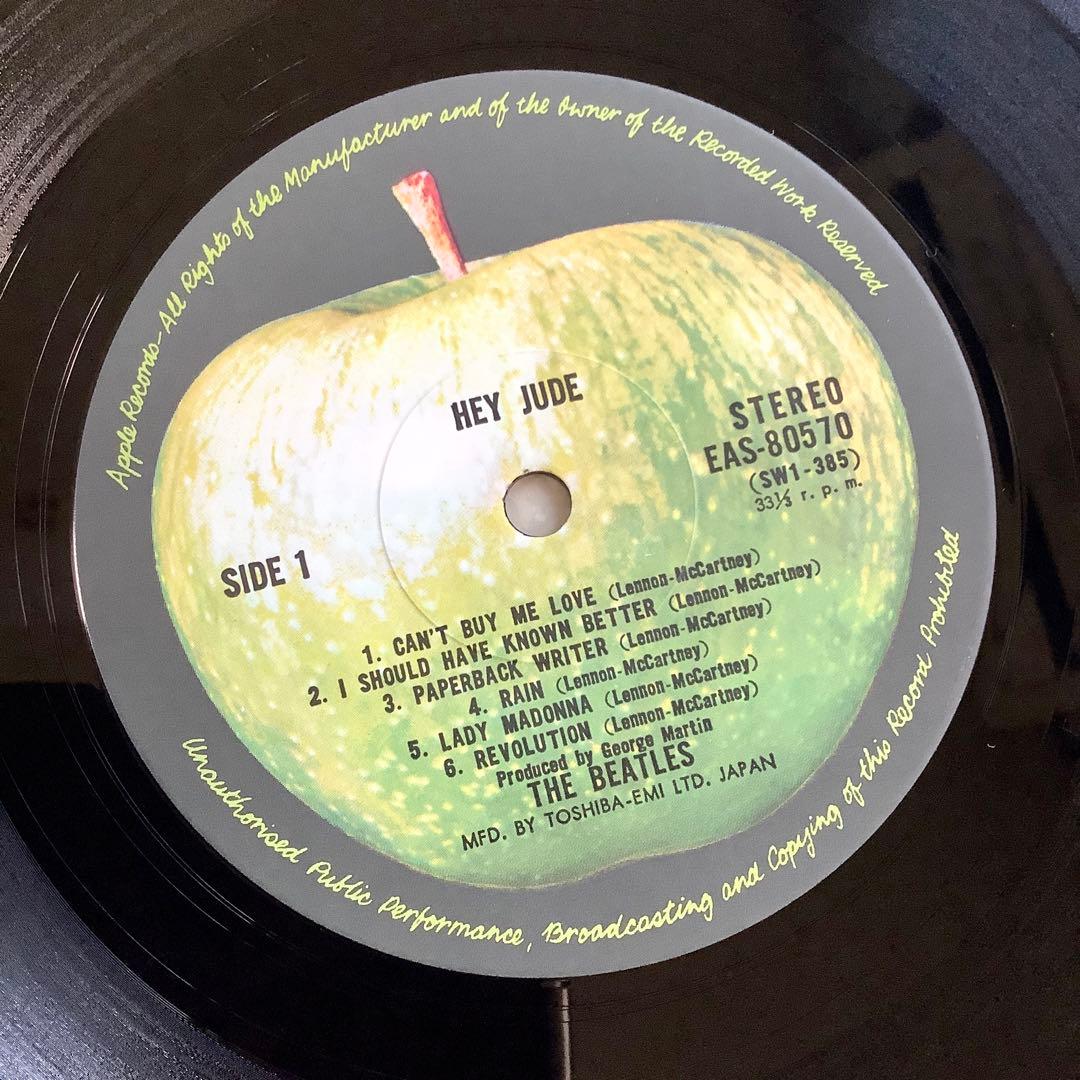 Apple Records-All Rights of the Manufacturer and of the Owner of the Recorded Work Reserved
HEY JUDE
STEREO
EAS-80570
(SW1-385)
33⅓ r. p. m.
SIDE 1
1. CAN'T BUY ME LOVE (Lennon-McCartney)
2. I SHOULD HAVE KNOWN BETTER (Lennon-McCartney)
3. PAPERBACK WRITER (Lennon-McCartney)
4. RAIN (Lennon-McCartney)
5. LADY MADONNA (Lennon-McCartney)
6. REVOLUTION (Lennon-McCartney)
Produced by George Martin
THE BEATLES
MFD. BY TOSHIBA-EMI LTD. JAPAN
Unauthorised Public Performance, Broadcasting and Copying of this Record Prohibited